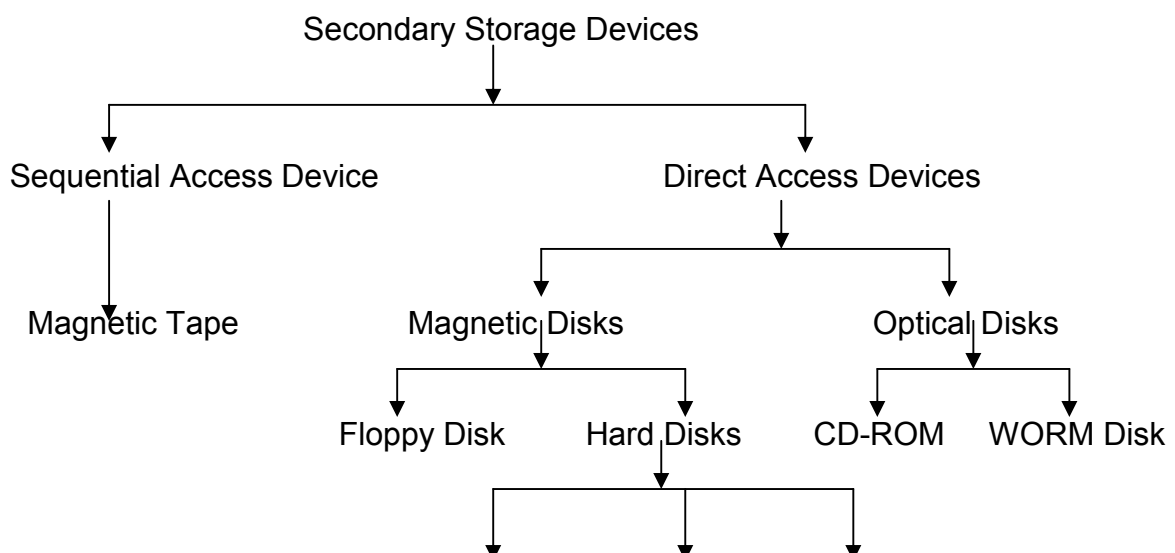 Secondary Storage Devices
Sequential Access Device Direct Access Devices
Magnetic Tape Magnetic Disks Optical Disks
Floppy Disk Hard Disks CD-ROM WORM Disk